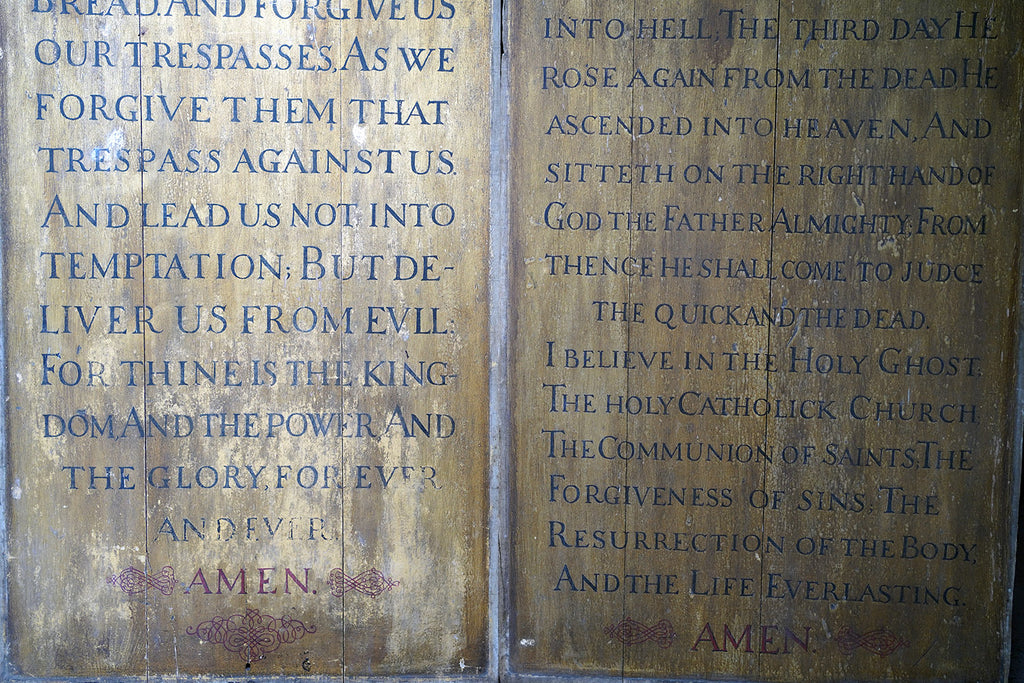 BREAD. AND FORGIVE US
OUR TRESPASSES, AS WE
FORGIVE THEM THAT
TRESPASS AGAINST US.
AND LEAD US NOT INTO
TEMPTATION; BUT DE-
LIVER US FROM EVIL:
FOR THINE IS THE KING-
DOM, AND THE POWER, AND
THE GLORY, FOR EVER
AND EVER.
AMEN.
INTO HELL; THE THIRD DAY HE
ROSE AGAIN FROM THE DEAD HE
ASCENDED INTO HEAVEN, AND
SITTETH ON THE RIGHT HAND OF
GOD THE FATHER ALMIGHTY; FROM
THENCE HE SHALL COME TO JUDGE
THE QUICK AND THE DEAD.
I BELIEVE IN THE HOLY GHOST;
THE HOLY CATHOLICK CHURCH;
THE COMMUNION OF SAINTS; THE
FORGIVENESS OF SINS; THE
RESURRECTION OF THE BODY,
AND THE LIFE EVERLASTING.
AMEN.